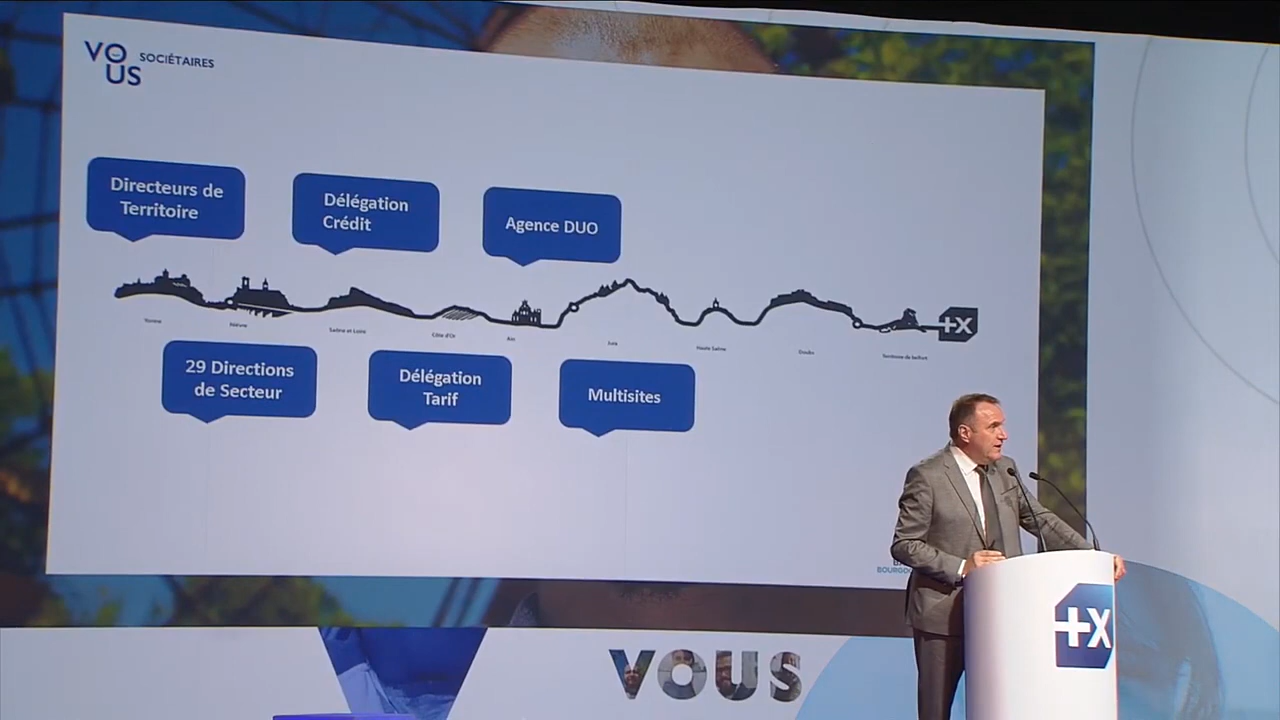 VOUS SOCIÉTAIRES
Directeurs de
Territoire
Délégation
Crédit
Agence DUO
Yonne
Nièvre
Saône et Loire
Côte d'Or
Ain
Jura
Haute Saône
Doubs
Territoire de Belfort
+X
29 Directions
de Secteur
Délégation
Tarif
Multisites
+X
VOUS